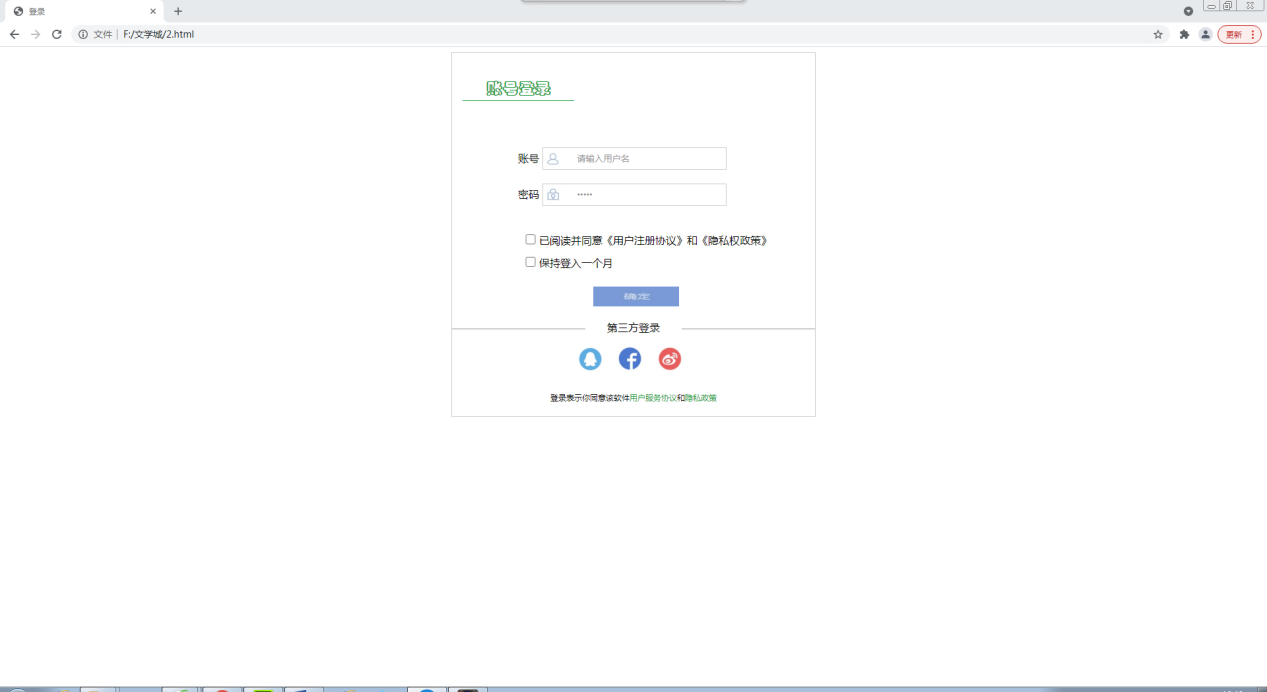 登录
文件 F:/文学城/2.html
更新
账号登录
账号 请输入用户名
密码 •••••
已阅读并同意《用户注册协议》和《隐私权政策》
保持登入一个月
确定
第三方登录
登录表示你同意该软件用户服务协议和隐私政策